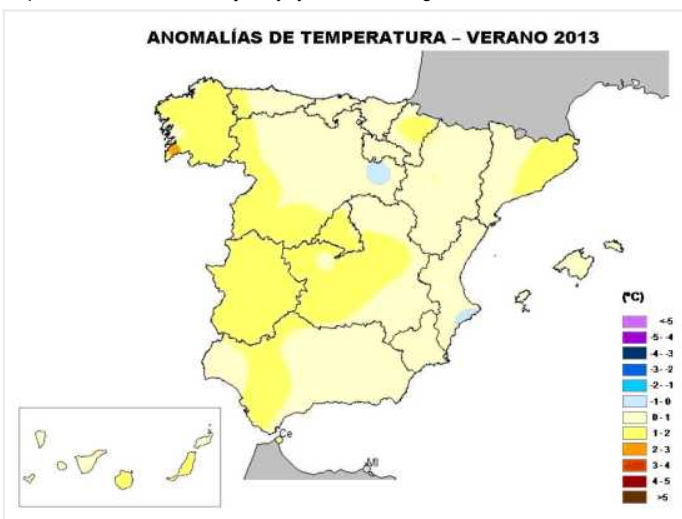 ANOMALÍAS DE TEMPERATURA – VERANO 2013
(ºC)
<-5
-5- -4
-4- -3
-3- -2
-2- -1
-1- 0
0 - 1
1 - 2
2 - 3
3 - 4
4 - 5
>5
Ce
Ml